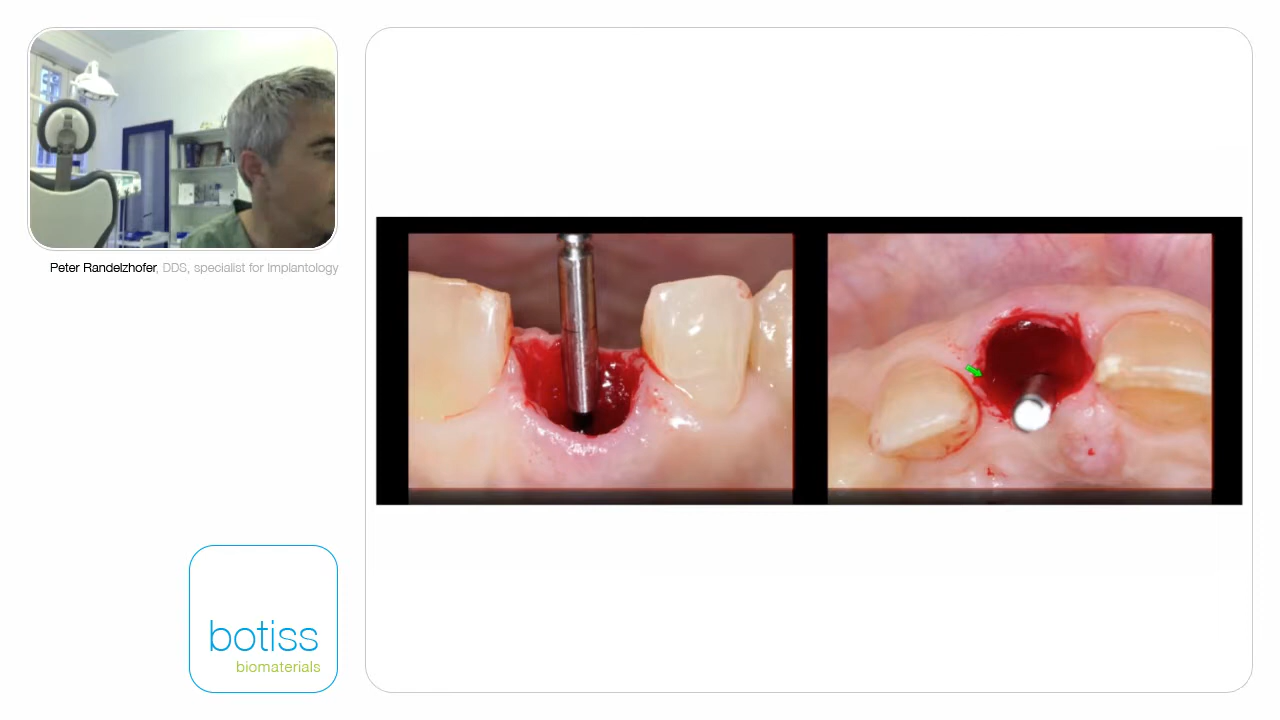 Peter Randelzhofer, DDS, specialist for Implantology
botiss
biomaterials